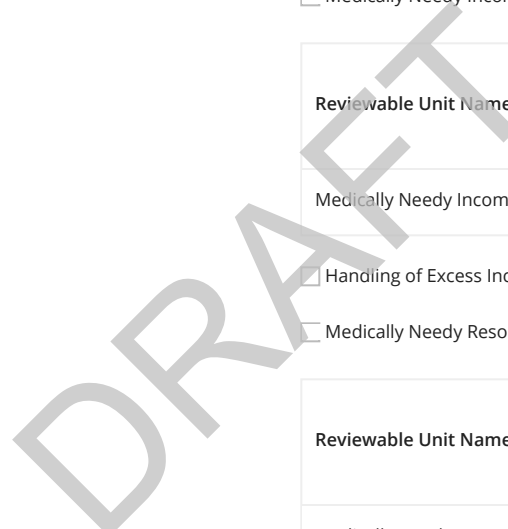 Medically Needy Incom
Reviewable Unit Name
Medically Needy Incom
Handling of Excess Inc
Medically Needy Reso
Reviewable Unit Name
DRAFT